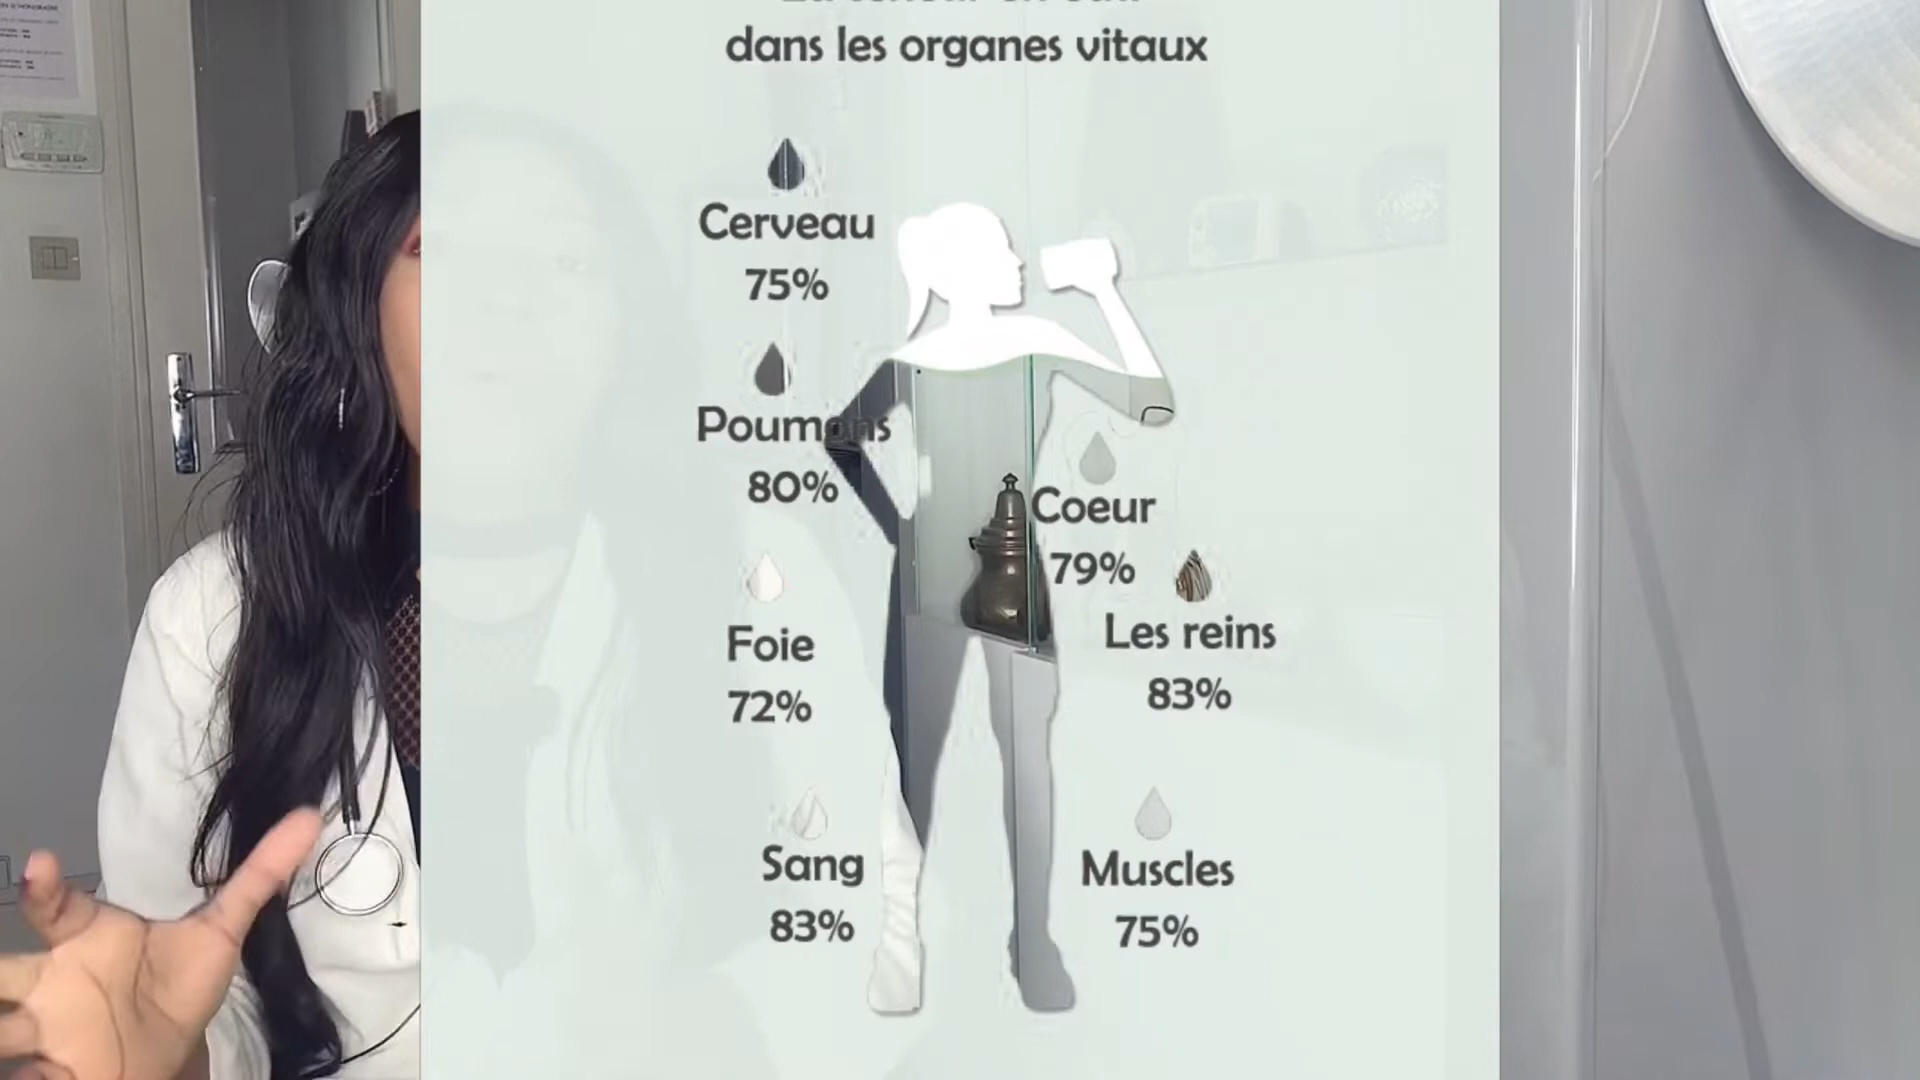 dans les organes vitaux
Cerveau
75%
Poumons
80%
Coeur
79%
Foie
72%
Les reins
83%
Sang
83%
Muscles
75%